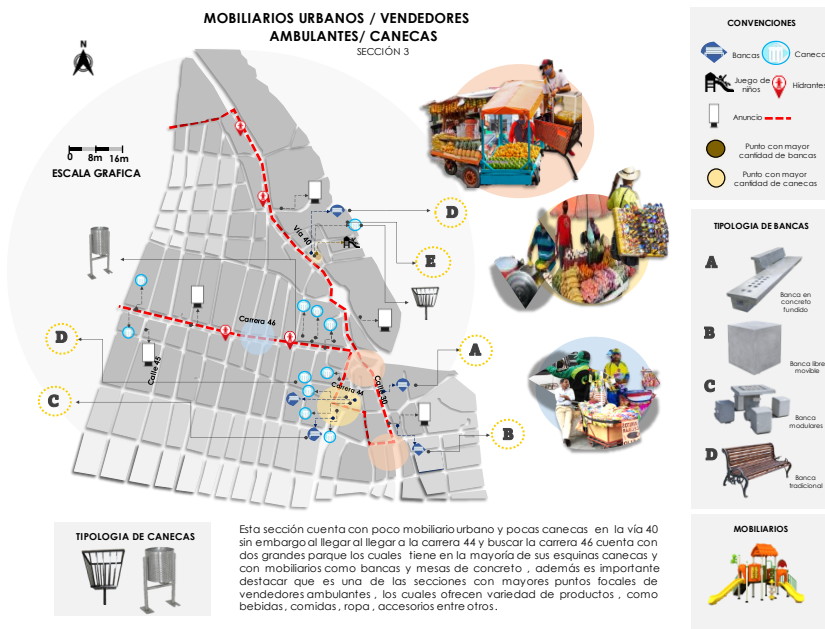 MOBILIARIOS URBANOS / VENDEDORES
AMBULANTES/ CANECAS
SECCIÓN 3
N
0 8m 16m
ESCALA GRAFICA
Vía 40
Carrera 46
Calle 45
Carrera 44
Calle 30
D
E
D
C
A
B
CONVENCIONES
Bancas
Caneca
Juego de
niños
Hidrantes
Anuncio
Punto con mayor
cantidad de bancas
Punto con mayor
cantidad de canecas
TIPOLOGIA DE BANCAS
A
Banca en
concreto
fundido
B
Banca libre
movible
C
Banca
modulares
D
Banca
tradicional
MOBILIARIOS
TIPOLOGIA DE CANECAS
Esta sección cuenta con poco mobiliario urbano y pocas canecas en la vía 40
sin embargo al llegar al llegar a la carrera 44 y buscar la carrera 46 cuenta con
dos grandes parque los cuales tiene en la mayoría de sus esquinas canecas y
con mobiliarios como bancas y mesas de concreto , además es importante
destacar que es una de las secciones con mayores puntos focales de
vendedores ambulantes , los cuales ofrecen variedad de productos , como
bebidas, comidas, ropa , accesorios entre otros.